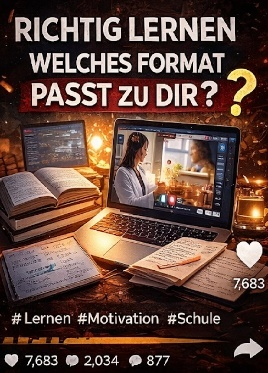 RICHTIG LERNEN
WELCHES FORMAT
PASST ZU DIR?
?
7,683
#Lernen #Motivation #Schule
7,683 2,034 877